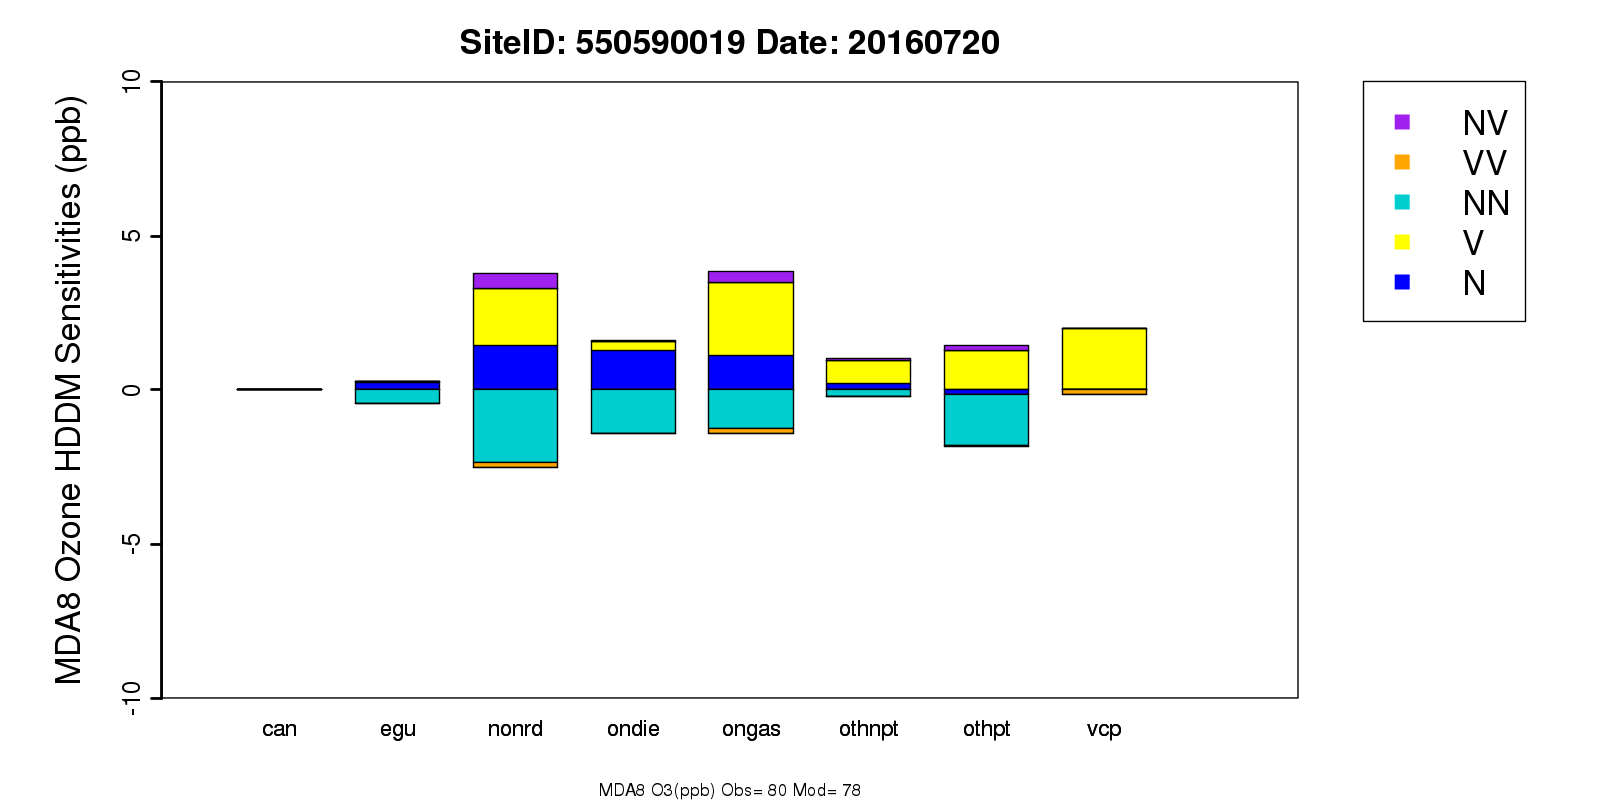 SiteID: 550590019 Date: 20160720
MDA8 Ozone HDDM Sensitivities (ppb)
10
5
0
-5
-10
can egu nonrd ondie ongas othnpt othpt vcp
MDA8 O3(ppb) Obs= 80 Mod= 78
NV
VV
NN
V
N